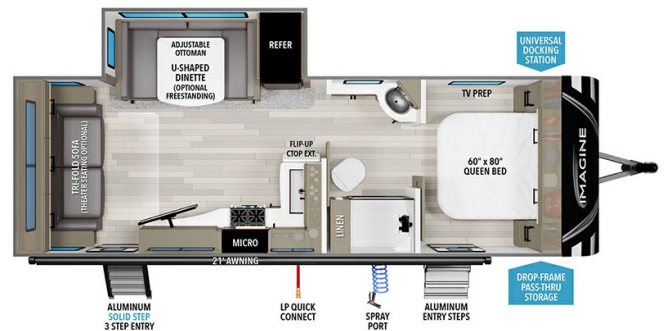 ADJUSTABLE
OTTOMAN
U-SHAPED
DINETTE
(OPTIONAL
FREESTANDING)
REFER
UNIVERSAL
DOCKING
STATION
TV PREP
TRI-FOLD SOFA
(THEATER SEATING OPTIONAL)
FLIP-UP
CTOP EXT.
60" x 80"
QUEEN BED
IMAGINE
LINEN
MICRO
21' AWNING
ALUMINUM
SOLID STEP
3 STEP ENTRY
LP QUICK
CONNECT
SPRAY
PORT
ALUMINUM
ENTRY STEPS
DROP-FRAME
PASS-THRU
STORAGE